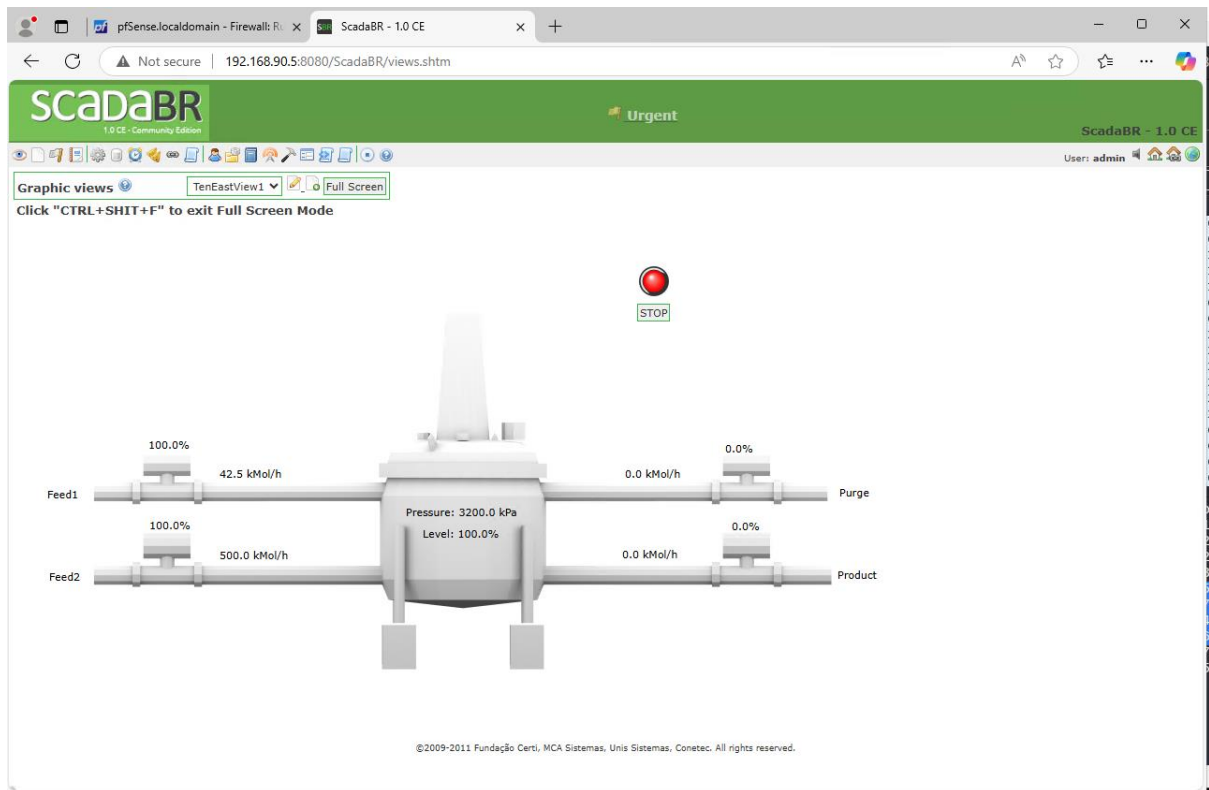 pfSense.localdomain - Firewall: Ru
SBR ScadaBR - 1.0 CE
Not secure | 192.168.90.5:8080/ScadaBR/views.shtm
scadaBR
1.0 CE - Community Edition
Urgent
ScadaBR - 1.0 CE
User: admin
Graphic views TenEastView1 Full Screen
Click "CTRL+SHIT+F" to exit Full Screen Mode
STOP
100.0%
0.0%
42.5 kMol/h
0.0 kMol/h
Feed1
Purge
Pressure: 3200.0 kPa
100.0%
0.0%
Level: 100.0%
500.0 kMol/h
0.0 kMol/h
Feed2
Product
©2009-2011 Fundação Certi, MCA Sistemas, Unis Sistemas, Conetec. All rights reserved.